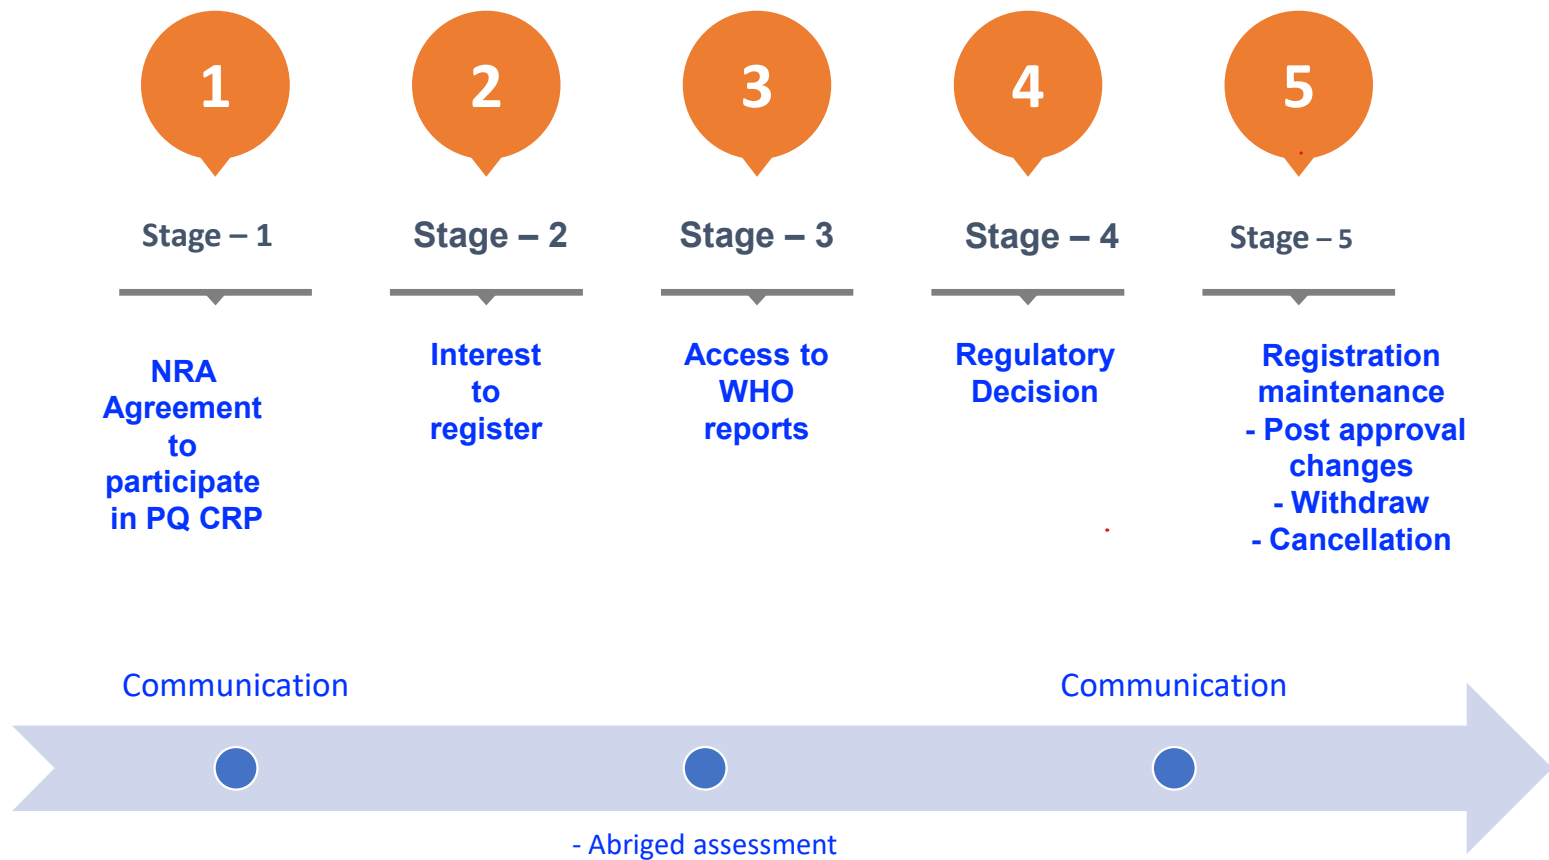 1
2
3
4
5
Stage – 1
Stage – 2
Stage – 3
Stage – 4
Stage – 5
NRA
Agreement
to
participate
in PQ CRP
Interest
to
register
Access to
WHO
reports
Regulatory
Decision
Registration
maintenance
- Post approval
changes
- Withdraw
- Cancellation
Communication
Communication
- Abriged assessment